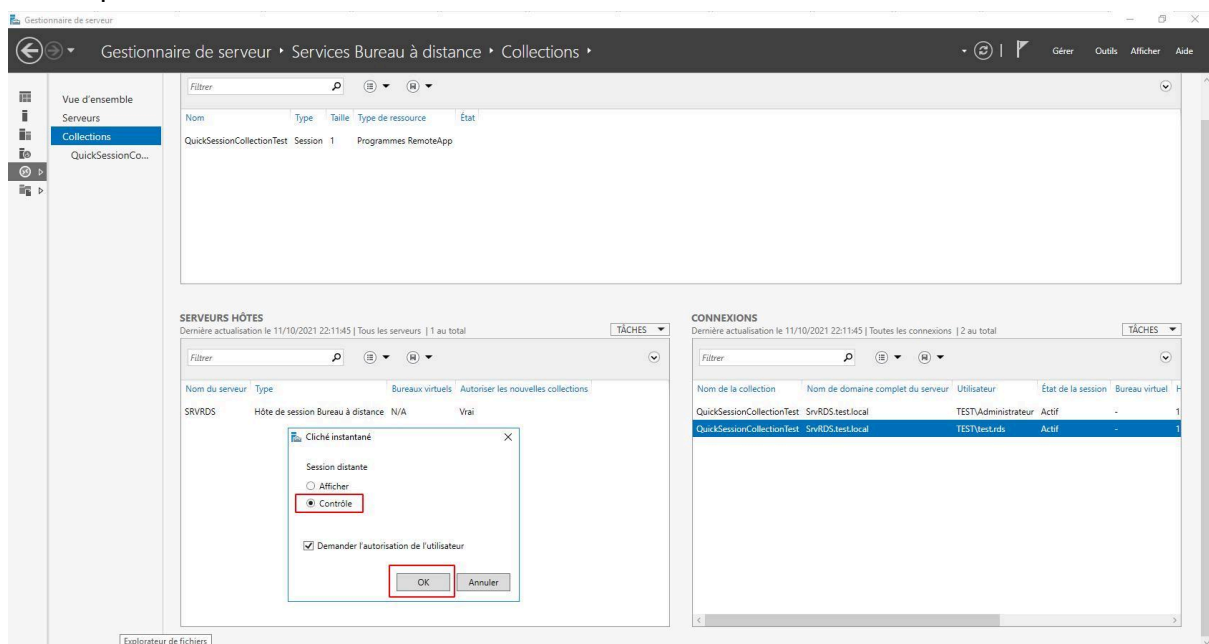 Gestionnaire de serveur
Gestionnaire de serveur Services Bureau à distance Collections
Gérer Outils Afficher Aide
Vue d'ensemble
Serveurs
Collections
QuickSessionCo...
Filtrer
Nom Type Taille Type de ressource État
QuickSessionCollectionTest Session 1 Programmes RemoteApp
SERVEURS HÔTES
Dernière actualisation le 11/10/2021 22:11:45 | Tous les serveurs | 1 au total
TÂCHES
Filtrer
Nom du serveur Type Bureaux virtuels Autoriser les nouvelles collections
SRVRDS Hôte de session Bureau à distance N/A Vrai
Cliché instantané
Session distante
Afficher
Contrôle
Demander l'autorisation de l'utilisateur
OK Annuler
CONNEXIONS
Dernière actualisation le 11/10/2021 22:11:45 | Toutes les connexions | 2 au total
TÂCHES
Filtrer
Nom de la collection Nom de domaine complet du serveur Utilisateur État de la session Bureau virtuel H
QuickSessionCollectionTest SrvRDS.test.local TEST\Administrateur Actif - 1
QuickSessionCollectionTest SrvRDS.test.local TEST\test.rds Actif - 1
Explorateur de fichiers